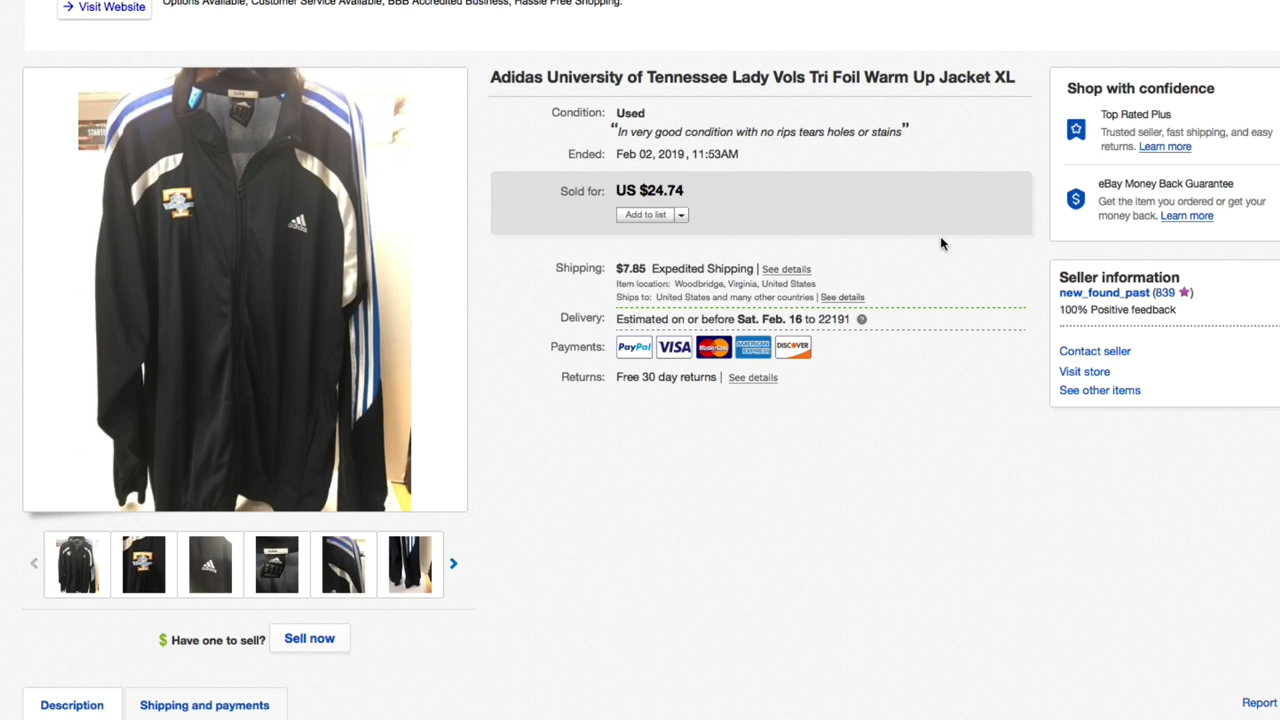 Visit Website
Options Available, Customer Service Available, BBB Accredited Business, Hassle Free Shopping.
Adidas University of Tennessee Lady Vols Tri Foil Warm Up Jacket XL
Condition: Used
“In very good condition with no rips tears holes or stains”
Ended: Feb 02, 2019 , 11:53AM
Sold for: US $24.74
Add to list
Shipping: $7.85 Expedited Shipping | See details
Item location: Woodbridge, Virginia, United States
Ships to: United States and many other countries | See details
Delivery: Estimated on or before Sat. Feb. 16 to 22191 ?
Payments: PayPal VISA MasterCard AMERICAN EXPRESS DISCOVER
Returns: Free 30 day returns | See details
Shop with confidence
Top Rated Plus
Trusted seller, fast shipping, and easy
returns. Learn more
eBay Money Back Guarantee
Get the item you ordered or get your
money back. Learn more
Seller information
new_found_past (839 ★)
100% Positive feedback
Contact seller
Visit store
See other items
START
T
$ Have one to sell? Sell now
Description
Shipping and payments
Report